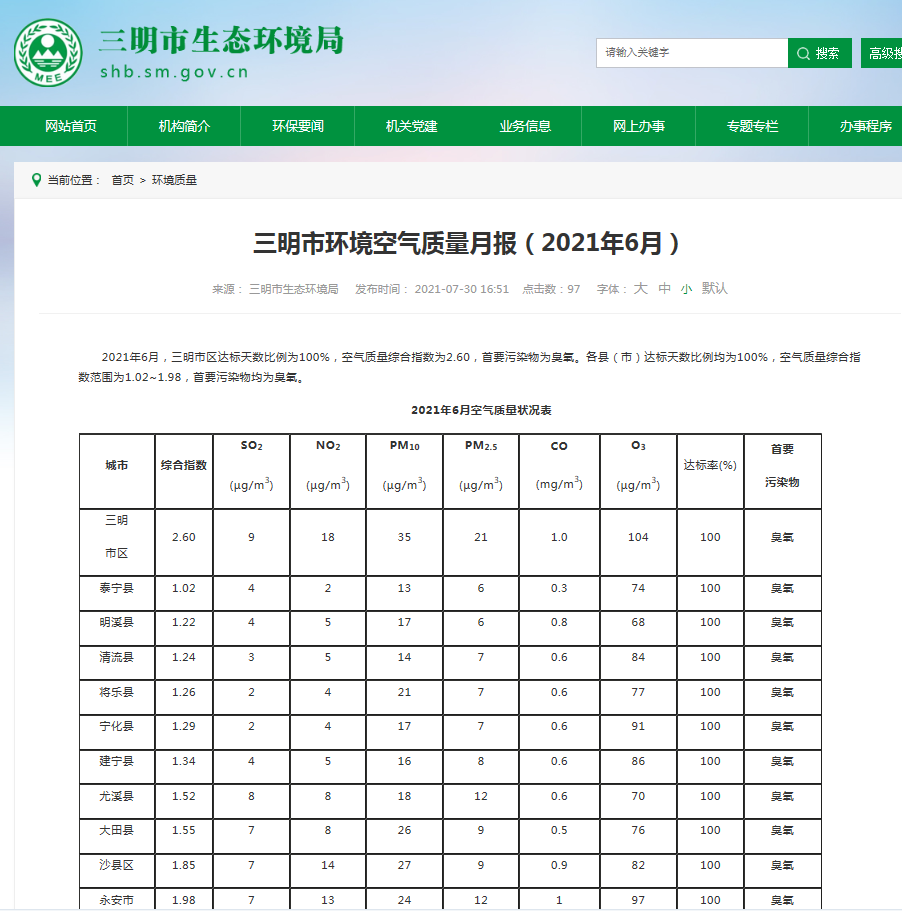 三明市生态环境局
shb.sm.gov.cn
MEE
请输入关键字 搜索 高级搜
网站首页 机构简介 环保要闻 机关党建 业务信息 网上办事 专题专栏 办事程序
当前位置： 首页 > 环境质量
三明市环境空气质量月报（2021年6月）
来源： 三明市生态环境局 发布时间： 2021-07-30 16:51 点击数：97 字体： 大 中 小 默认
2021年6月，三明市区达标天数比例为100%，空气质量综合指数为2.60，首要污染物为臭氧。各县（市）达标天数比例均为100%，空气质量综合指
数范围为1.02~1.98，首要污染物均为臭氧。
2021年6月空气质量状况表
城市 综合指数 SO2 (μg/m3) NO2 (μg/m3) PM10 (μg/m3) PM2.5 (μg/m3) CO (mg/m3) O3 (μg/m3) 达标率(%) 首要污染物
三明市区 2.60 9 18 35 21 1.0 104 100 臭氧
泰宁县 1.02 4 2 13 6 0.3 74 100 臭氧
明溪县 1.22 4 5 17 6 0.8 68 100 臭氧
清流县 1.24 3 5 14 7 0.6 84 100 臭氧
将乐县 1.26 2 4 21 7 0.6 77 100 臭氧
宁化县 1.29 2 4 17 7 0.6 91 100 臭氧
建宁县 1.34 4 5 16 8 0.6 86 100 臭氧
尤溪县 1.52 8 8 18 12 0.6 70 100 臭氧
大田县 1.55 7 8 26 9 0.5 76 100 臭氧
沙县区 1.85 7 14 27 9 0.9 82 100 臭氧
永安市 1.98 7 13 24 12 1 97 100 臭氧